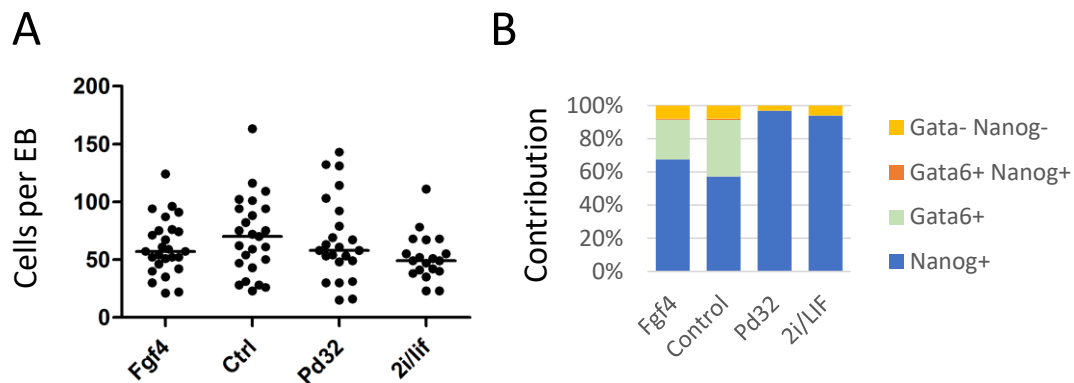 A
B
Cells per EB
200
150
100
50
0
Fgf4
Ctrl
Pd32
2i/lif
Contribution
100%
80%
60%
40%
20%
0%
Fgf4
Control
Pd32
2i/LIF
Gata- Nanog-
Gata6+ Nanog+
Gata6+
Nanog+